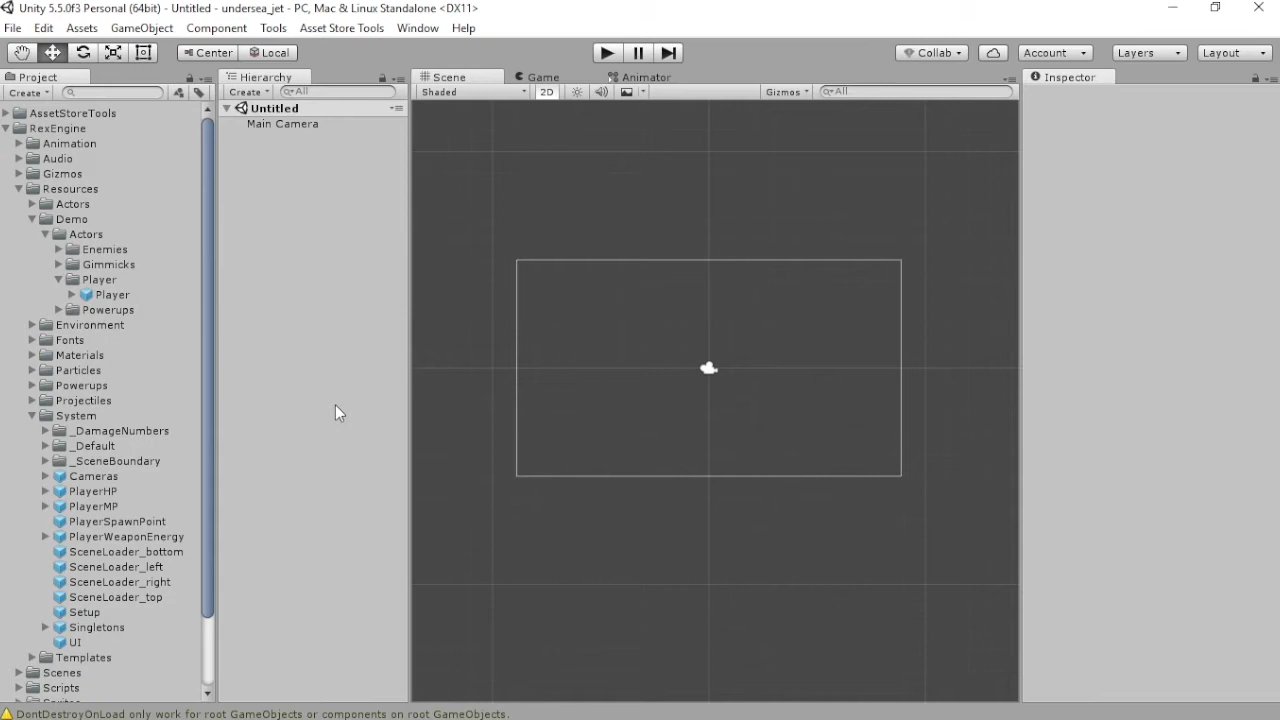 Unity 5.5.0f3 Personal (64bit) - Untitled - undersea_jet - PC, Mac & Linux Standalone <DX11>
File Edit Assets GameObject Component Tools Asset Store Tools Window Help
Center Local Collab Account Layers Layout
Project Hierarchy Scene Game Animator Inspector
Create Create All Shaded 2D Gizmos All
AssetStoreTools
RexEngine
Animation
Audio
Gizmos
Resources
Actors
Demo
Actors
Enemies
Gimmicks
Player
Player
Powerups
Environment
Fonts
Materials
Particles
Powerups
Projectiles
System
_DamageNumbers
_Default
_SceneBoundary
Cameras
PlayerHP
PlayerMP
PlayerSpawnPoint
PlayerWeaponEnergy
SceneLoader_bottom
SceneLoader_left
SceneLoader_right
SceneLoader_top
Setup
Singletons
UI
Templates
Scenes
Scripts
Untitled
Main Camera
DontDestroyOnLoad only work for root GameObjects or components on root GameObjects.